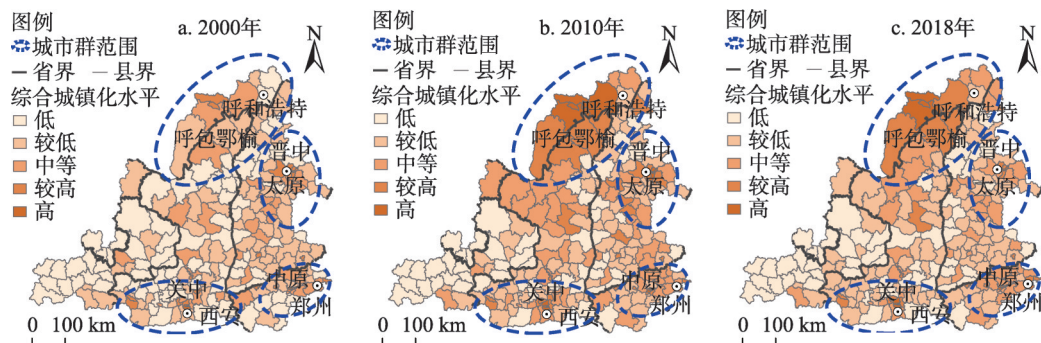 图例
a. 2000年
N
城市群范围
省界 县界
综合城镇化水平
低
较低
中等
较高
高
呼和浩特
呼包鄂榆
晋中
太原
关中
西安
中原
郑州
0 100 km
图例
b. 2010年
N
城市群范围
省界 县界
综合城镇化水平
低
较低
中等
较高
高
呼和浩特
呼包鄂榆
晋中
太原
关中
西安
中原
郑州
0 100 km
图例
c. 2018年
N
城市群范围
省界 县界
综合城镇化水平
低
较低
中等
较高
高
呼和浩特
呼包鄂榆
晋中
太原
关中
西安
中原
郑州
0 100 km